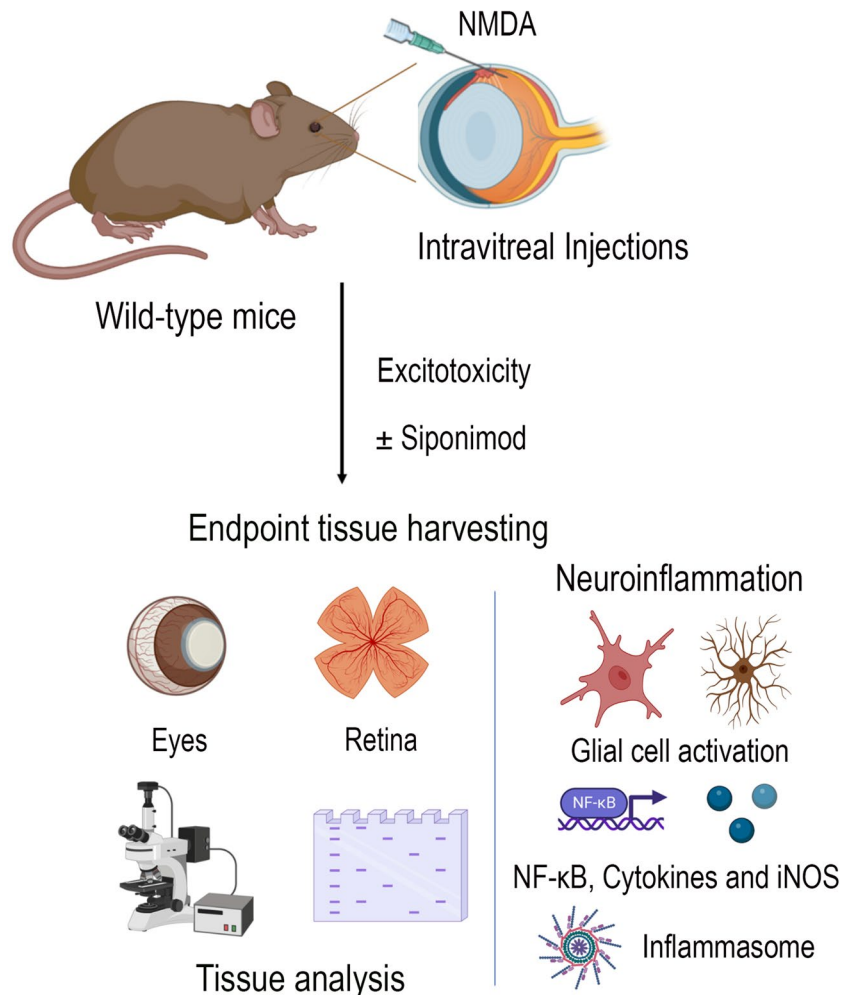 NMDA
Intravitreal Injections
Wild-type mice
Excitotoxicity
± Siponimod
Endpoint tissue harvesting
Eyes
Retina
Tissue analysis
Neuroinflammation
Glial cell activation
NF-κB
NF-κB, Cytokines and iNOS
Inflammasome